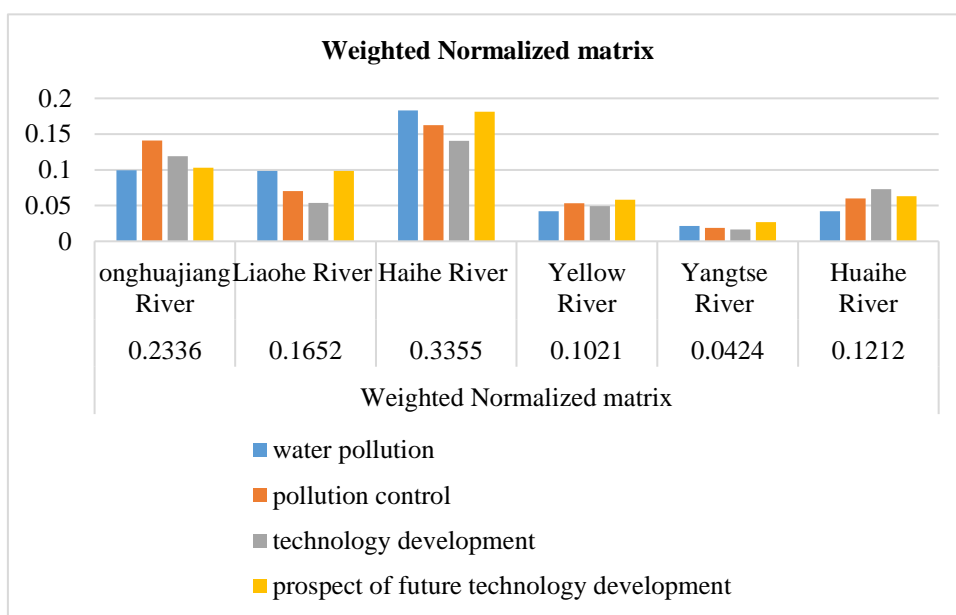 Weighted Normalized matrix
0.2
0.15
0.1
0.05
0
onghuajiang River
Liaohe River
Haihe River
Yellow River
Yangtse River
Huaihe River
0.2336 0.1652 0.3355 0.1021 0.0424 0.1212
Weighted Normalized matrix
water pollution
pollution control
technology development
prospect of future technology development